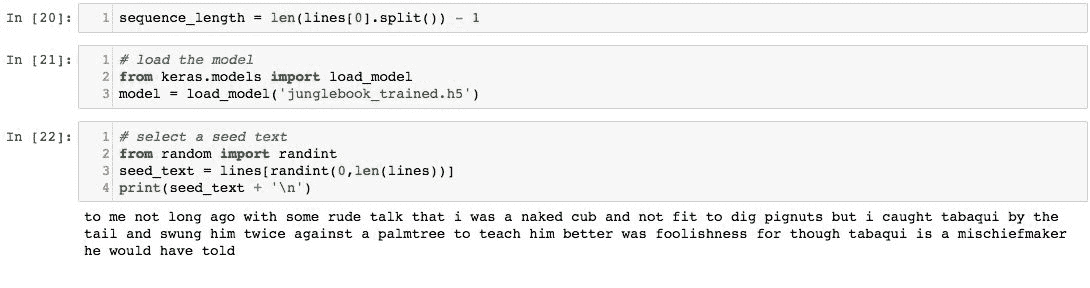 In [20]: 1 sequence_length = len(lines[0].split()) - 1
In [21]: 1 # load the model
2 from keras.models import load_model
3 model = load_model('junglebook_trained.h5')
In [22]: 1 # select a seed text
2 from random import randint
3 seed_text = lines[randint(0,len(lines))]
4 print(seed_text + '\n')
to me not long ago with some rude talk that i was a naked cub and not fit to dig pignuts but i caught tabaqui by the
tail and swung him twice against a palmtree to teach him better was foolishness for though tabaqui is a mischiefmaker
he would have told